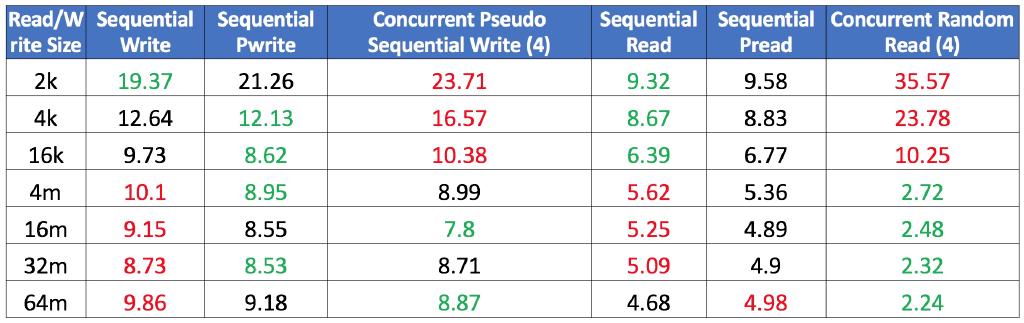 Read/W
rite Size
Sequential
Write
Sequential
Pwrite
Concurrent Pseudo
Sequential Write (4)
Sequential
Read
Sequential
Pread
Concurrent Random
Read (4)
2k 19.37 21.26 23.71 9.32 9.58 35.57
4k 12.64 12.13 16.57 8.67 8.83 23.78
16k 9.73 8.62 10.38 6.39 6.77 10.25
4m 10.1 8.95 8.99 5.62 5.36 2.72
16m 9.15 8.55 7.8 5.25 4.89 2.48
32m 8.73 8.53 8.71 5.09 4.9 2.32
64m 9.86 9.18 8.87 4.68 4.98 2.24